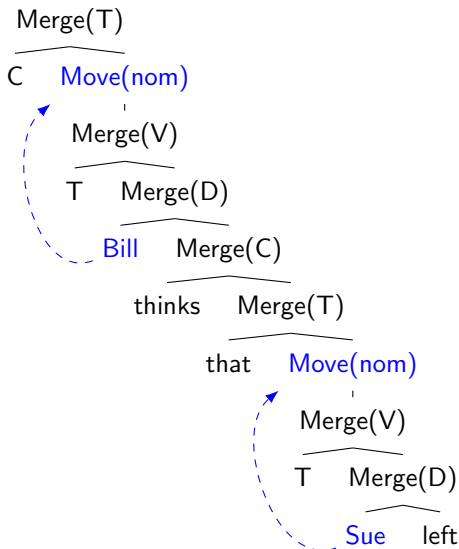 Merge(T)
C Move(nom)
Merge(V)
T Merge(D)
Bill Merge(C)
thinks Merge(T)
that Move(nom)
Merge(V)
T Merge(D)
Sue left